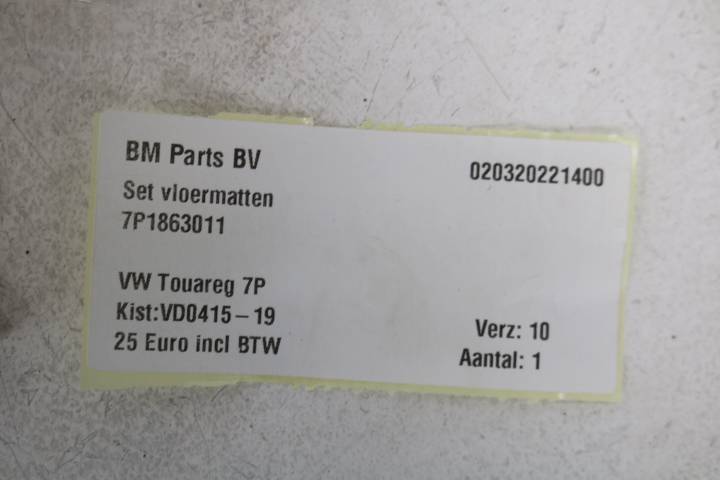 BM Parts BV
020320221400
Set vloermatten
7P1863011
VW Touareg 7P
Kist:VD0415-19
Verz: 10
25 Euro incl BTW
Aantal: 1